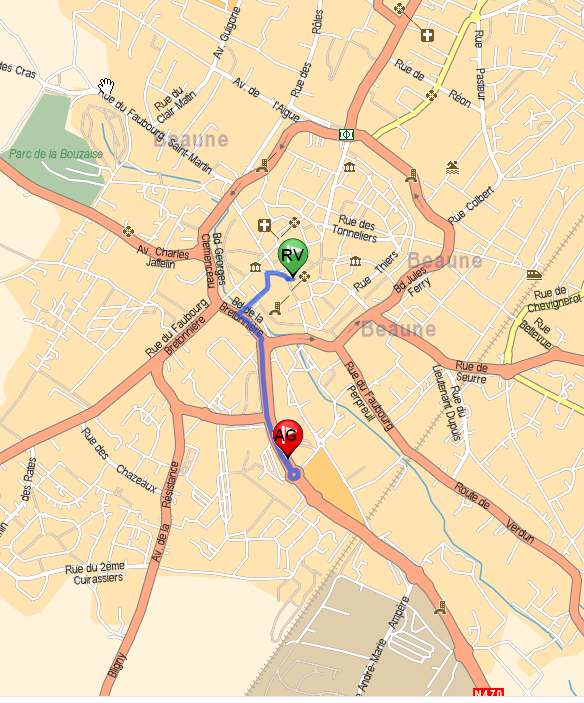 des Cras
Av. Guigone
Rue des
Rôles
Rue
Pasteur
Rue de
Réon
Rue du
Clair Matin
Av. de
l'Aigue
Rue du Faubourg
Saint-Martin
Beaune
Parc de la Bouzaise
Rue Colbert
Rue des
Tonneliers
Av. Charles
Jaffelin
Bd Georges
Clemenceau
RV
Rue Thiers
Beaune
Bd Jules
Ferry
Rue de
Chevignerot
Rue
Bellevue
Bd de la
Bretonnière
Rue du Faubourg
Bretonnière
Beaune
Rue de
Seurre
Rue du Faubourg
Perpreuil
Rue du
Lieutenant Dupuis
AG
Rue des
Chazeaux
des Rates
Av. de la
Résistance
Route de
Verdun
Rue du 2ème
Cuirassiers
Bligny
André-Marie
Ampère
N470